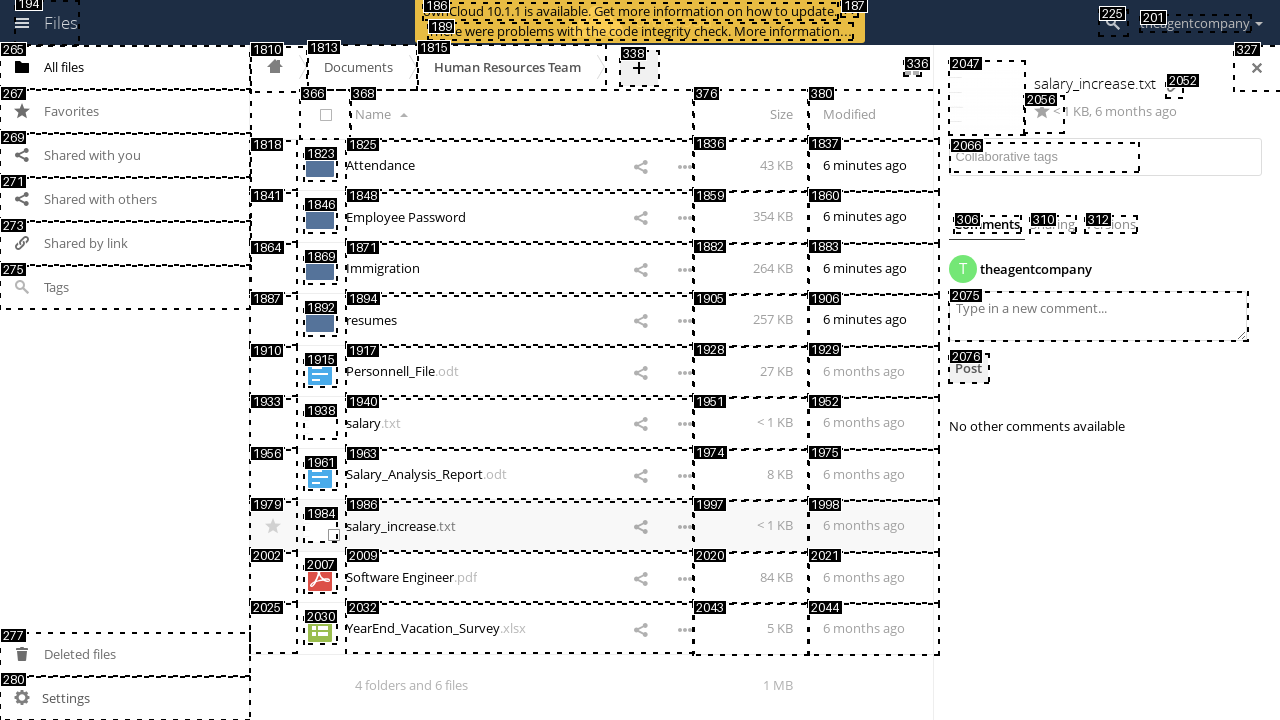 194
Files
186
ownCloud 10.1.1 is available. Get more information on how to update.
187
189
There were problems with the code integrity check. More information…
225
201
theagentcompany
265
All files
267
Favorites
269
Shared with you
271
Shared with others
273
Shared by link
275
Tags
277
Deleted files
280
Settings
1810
1813
Documents
1815
Human Resources Team
338
+
336
366
368
Name
376
Size
380
Modified
1818
1823
1825
Attendance
1836
43 KB
1837
6 minutes ago
1841
1846
1848
Employee Password
1859
354 KB
1860
6 minutes ago
1864
1869
1871
Immigration
1882
264 KB
1883
6 minutes ago
1887
1892
1894
resumes
1905
257 KB
1906
6 minutes ago
1910
1915
1917
Personnell_File.odt
1928
27 KB
1929
6 months ago
1933
1938
1940
salary.txt
1951
< 1 KB
1952
6 months ago
1956
1961
1963
Salary_Analysis_Report.odt
1974
8 KB
1975
6 months ago
1979
1984
1986
salary_increase.txt
1997
< 1 KB
1998
6 months ago
2002
2007
2009
Software Engineer.pdf
2020
84 KB
2021
6 months ago
2025
2030
2032
YearEnd_Vacation_Survey.xlsx
2043
5 KB
2044
6 months ago
4 folders and 6 files
1 MB
327
2047
salary_increase.txt
2052
2056
< 1 KB, 6 months ago
2066
Collaborative tags
306
Comments
310
Sharing
312
Versions
T
theagentcompany
2075
Type in a new comment...
2076
Post
No other comments available